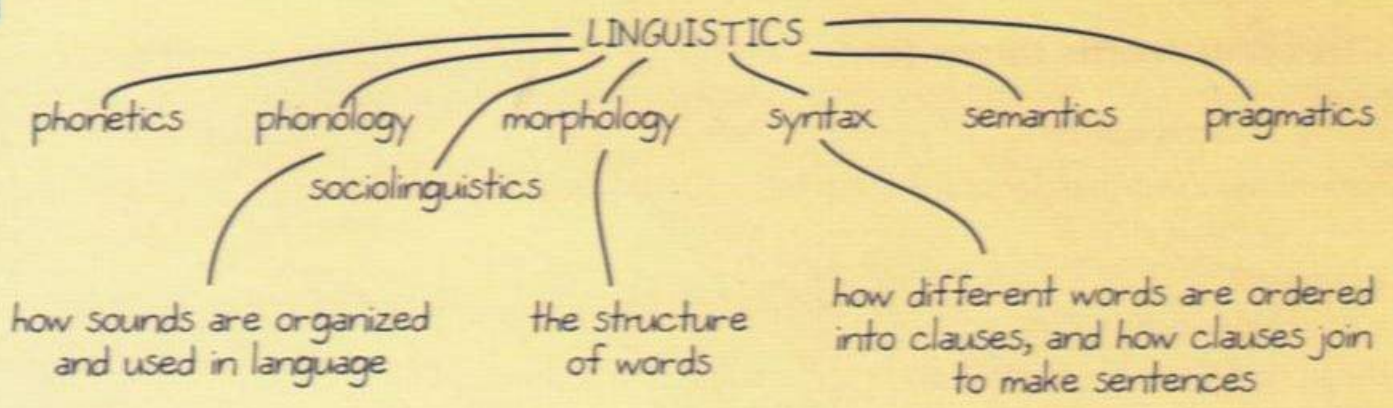 LINGUISTICS
phonetics phonology morphology syntax semantics pragmatics
sociolinguistics
how sounds are organized
and used in language
the structure
of words
how different words are ordered
into clauses, and how clauses join
to make sentences